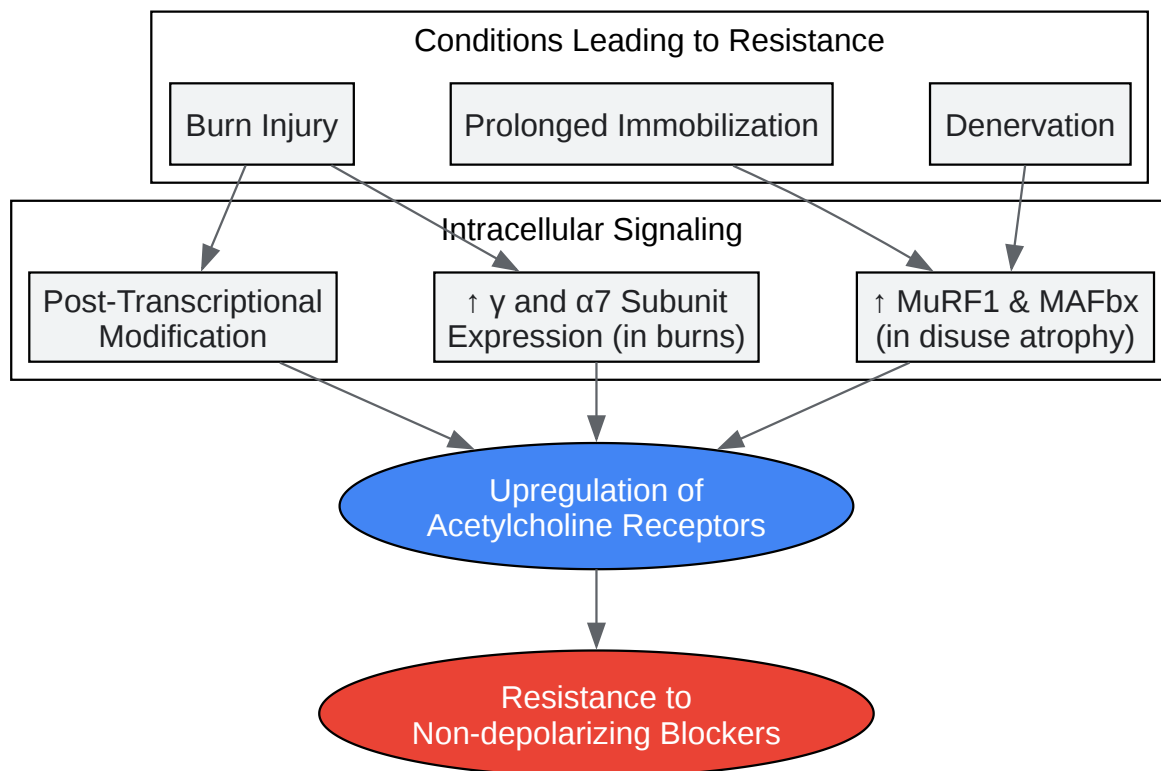 Conditions Leading to Resistance
Burn Injury
Prolonged Immobilization
Denervation
Intracellular Signaling
Post-Transcriptional
Modification
↑ γ and α7 Subunit
Expression (in burns)
↑ MuRF1 & MAFbx
(in disuse atrophy)
Upregulation of
Acetylcholine Receptors
Resistance to
Non-depolarizing Blockers